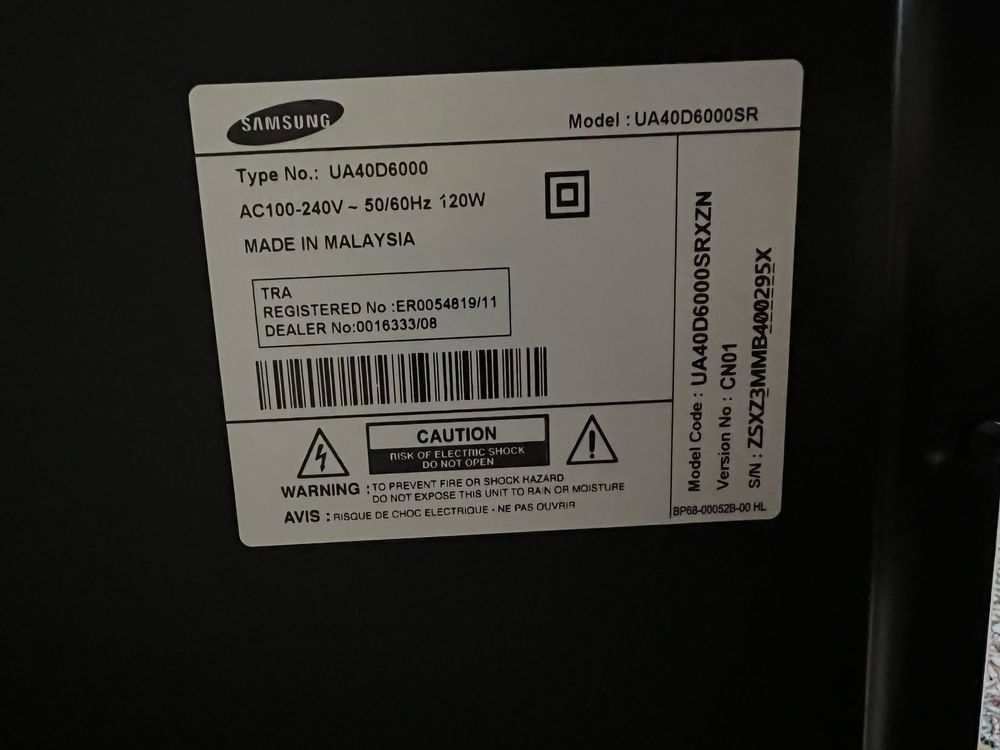 SAMSUNG
Model : UA40D6000SR
Type No.: UA40D6000
AC100-240V ~ 50/60Hz 120W
MADE IN MALAYSIA
TRA
REGISTERED No :ER0054819/11
DEALER No:0016333/08
CAUTION
RISK OF ELECTRIC SHOCK
DO NOT OPEN
WARNING : TO PREVENT FIRE OR SHOCK HAZARD
DO NOT EXPOSE THIS UNIT TO RAIN OR MOISTURE
AVIS : RISQUE DE CHOC ELECTRIQUE - NE PAS OUVRIR
Model Code : UA40D6000SRXZN
Version No : CN01
S/N : ZSXZ3MMB400295X
BP68-00052B-00 HL